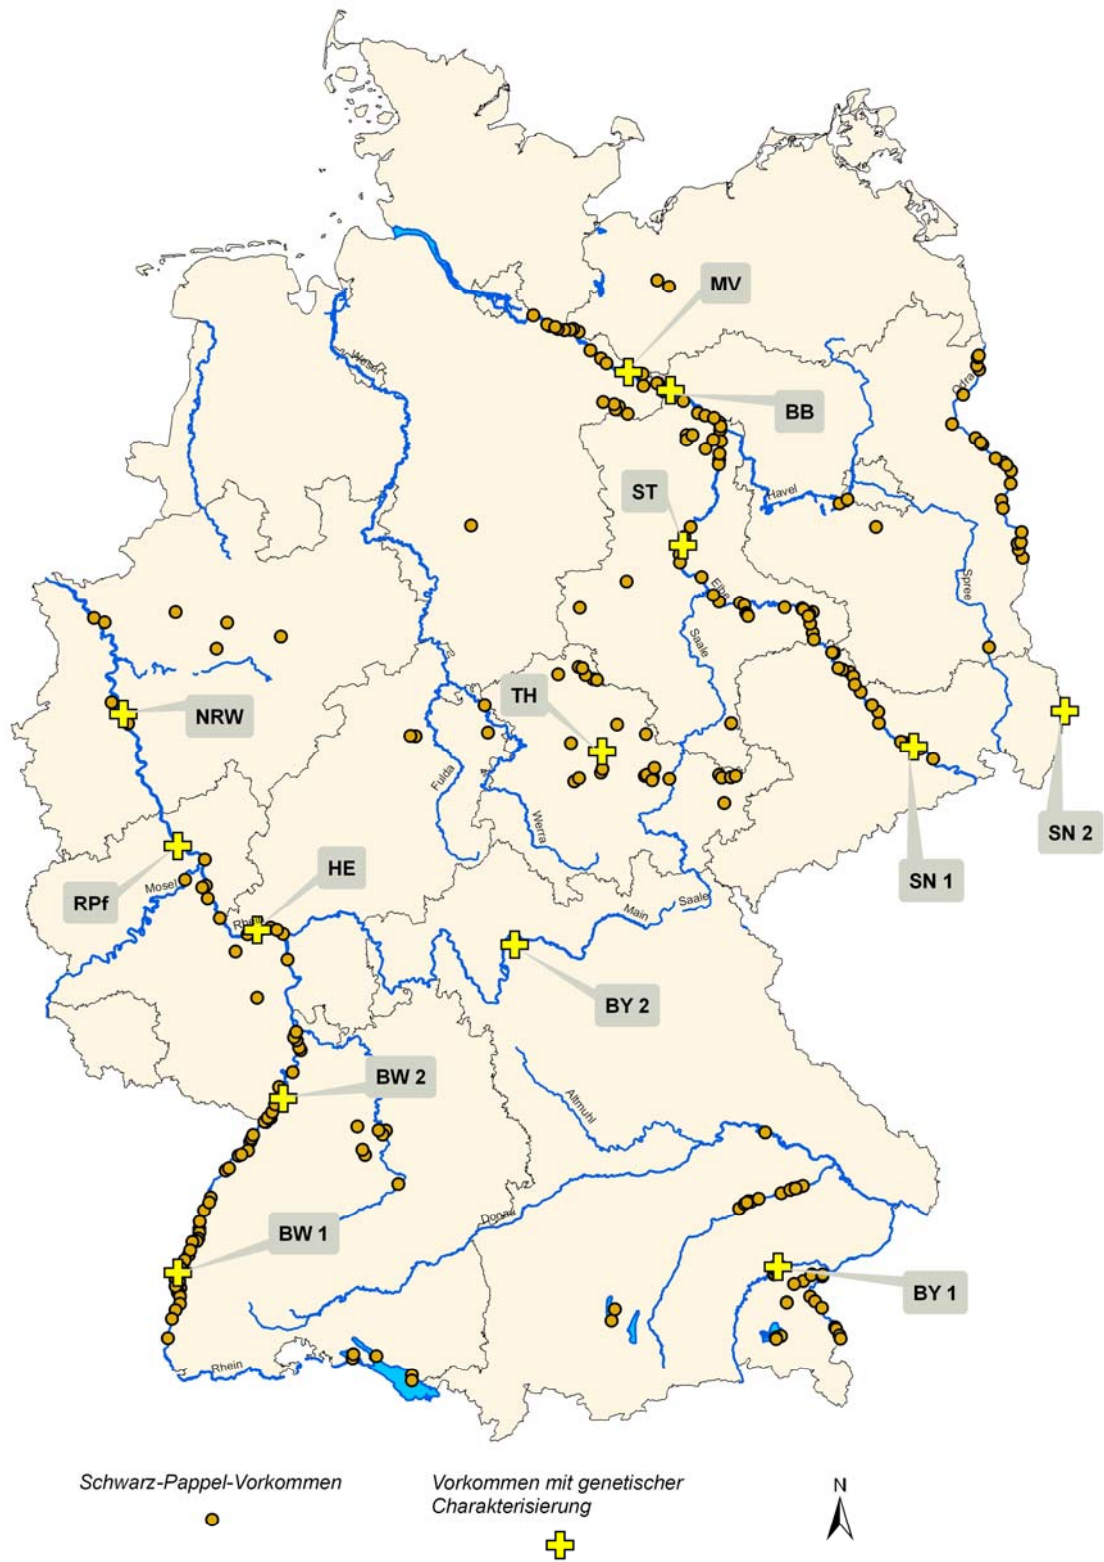 MV
Weser
Odra
BB
ST
Havel
Elbe
Spree
Saale
TH
NRW
Fulda
Werra
SN 2
HE
SN 1
Mosel
RPf
Rhein
Main
Saale
BY 2
BW 2
Altmuhl
Donau
BW 1
BY 1
Rhein
Schwarz-Pappel-Vorkommen
Vorkommen mit genetischer
Charakterisierung
N